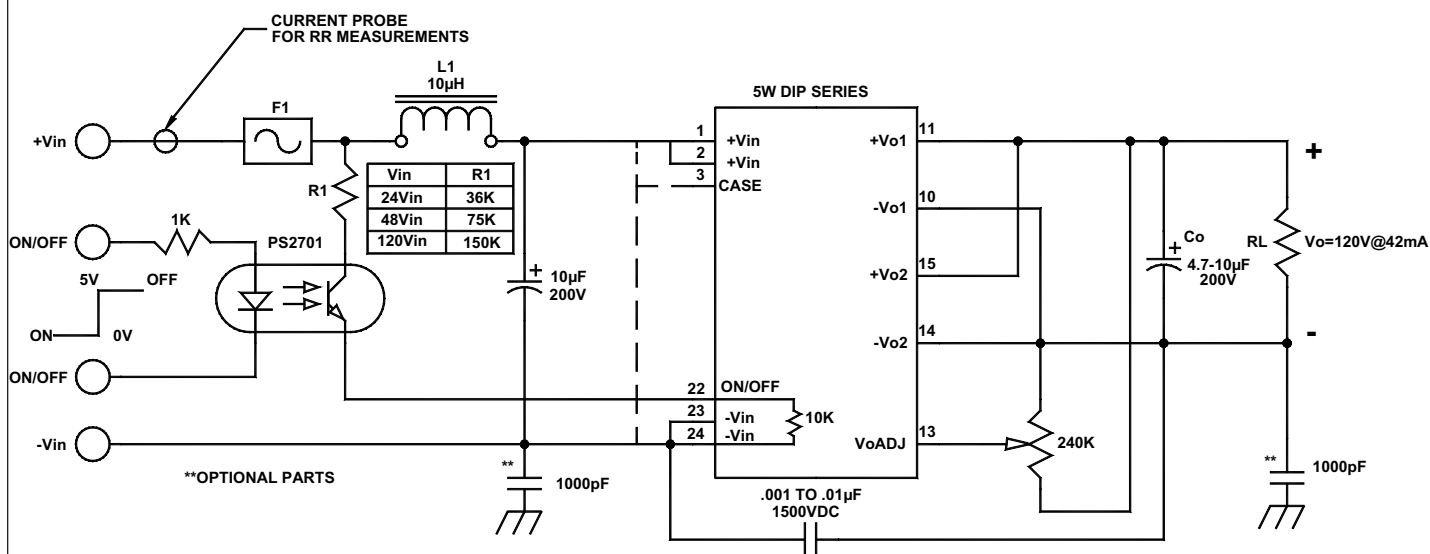 CURRENT PROBE
FOR RR MEASUREMENTS
L1
10µH
5W DIP SERIES
F1
+Vin
R1
Vin R1
24Vin 36K
48Vin 75K
120Vin 150K
1
+Vin
2
+Vin
3
CASE
11
+Vo1
10
-Vo1
15
+Vo2
14
-Vo2
13
VoADJ
+
-
RL
Vo=120V@42mA
+
Co
4.7-10µF
200V
ON/OFF
1K
PS2701
5V
OFF
ON
0V
ON/OFF
+
10µF
200V
22
ON/OFF
23
-Vin
24
-Vin
10K
240K
-Vin
**OPTIONAL PARTS
**
1000pF
.001 TO .01µF
1500VDC
**
1000pF